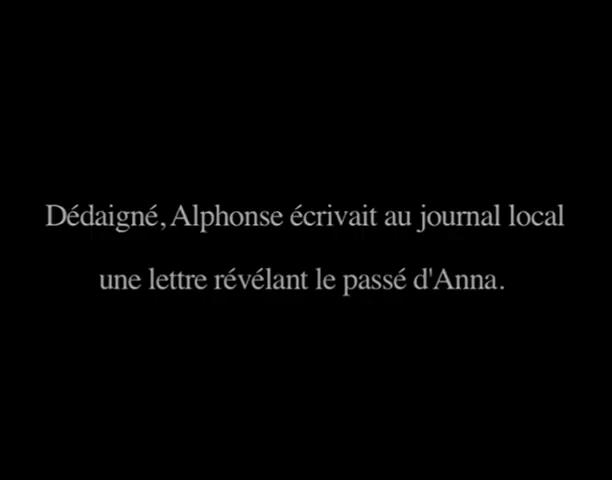 Dédaigné, Alphonse écrivait au journal local
une lettre révélant le passé d'Anna.